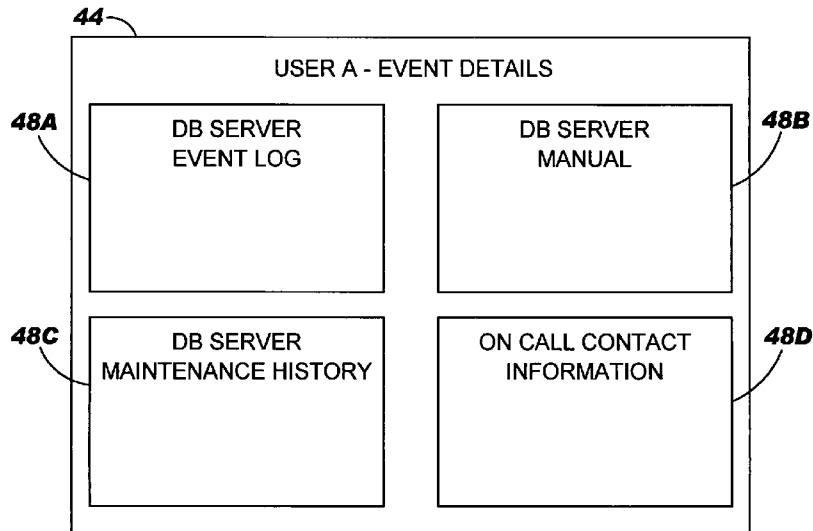 44
USER A - EVENT DETAILS
48A
DB SERVER
EVENT LOG
DB SERVER
MANUAL
48B
48C
DB SERVER
MAINTENANCE HISTORY
ON CALL CONTACT
INFORMATION
48D